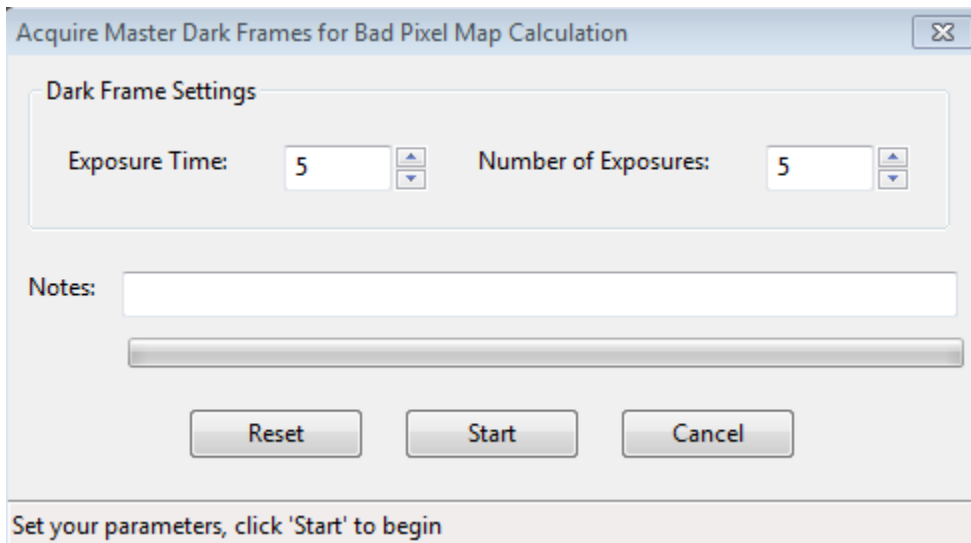 Acquire Master Dark Frames for Bad Pixel Map Calculation
Dark Frame Settings
Exposure Time: 5 Number of Exposures: 5
Notes:
Reset Start Cancel
Set your parameters, click 'Start' to begin